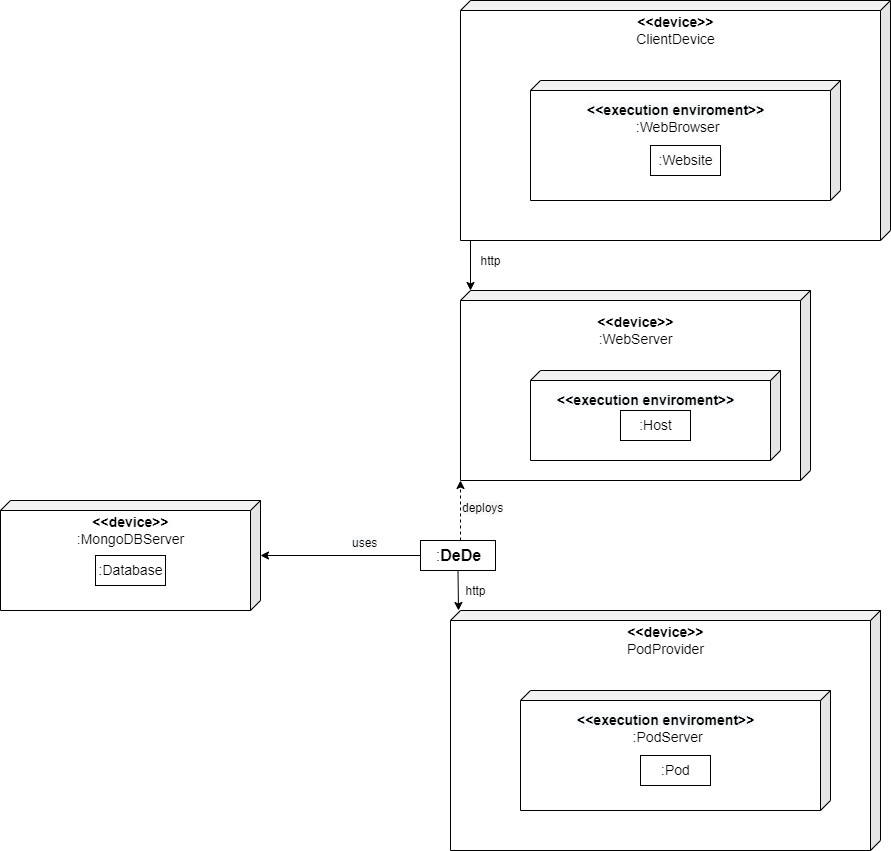 <<device>>
ClientDevice
<<execution enviroment>>
:WebBrowser
:Website
http
<<device>>
:WebServer
<<execution enviroment>>
:Host
deploys
<<device>>
:MongoDBServer
:Database
uses
:DeDe
http
<<device>>
PodProvider
<<execution enviroment>>
:PodServer
:Pod